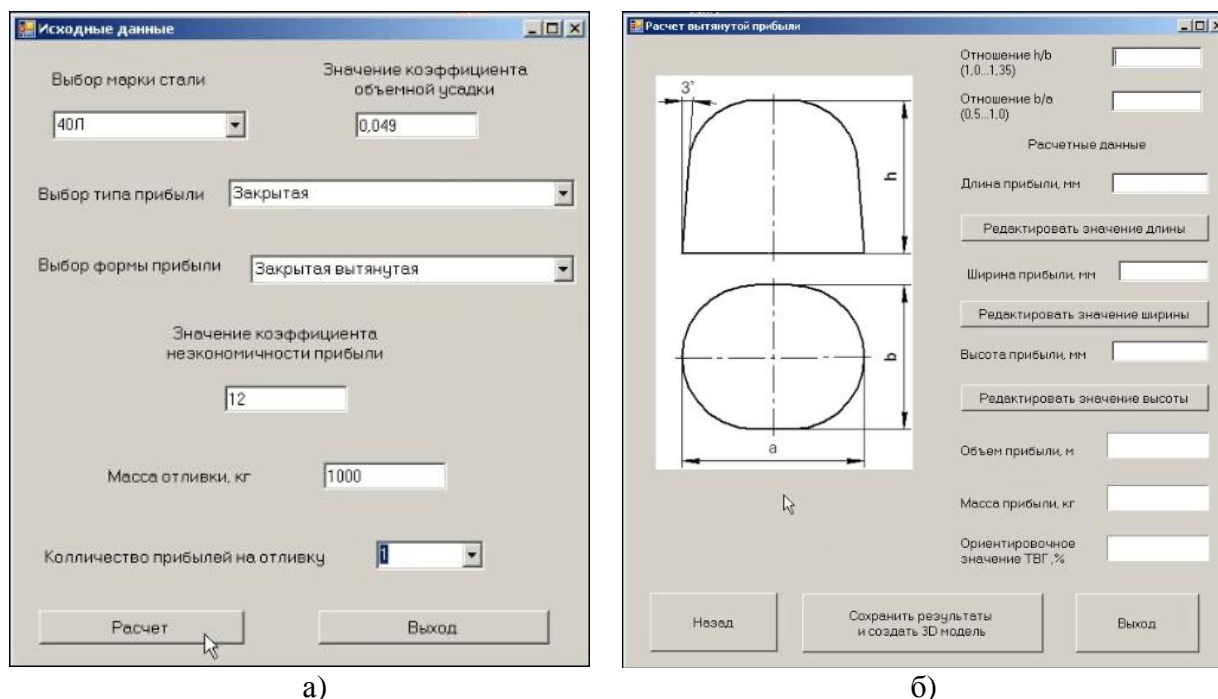 Исходные данные
Выбор марки стали
Значение коэффициента
объемной усадки
40Л
0,049
Выбор типа прибыли
Закрытая
Выбор формы прибыли
Закрытая вытянутая
Значение коэффициента
неэкономичности прибыли
12
Масса отливки, кг
1000
Колличество прибылей на отливку
1
Расчет
Выход
а)
Расчет вытянутой прибыли
Отношение h/b
(1,0...1,35)
Отношение b/a
(0,5...1,0)
Расчетные данные
Длина прибыли, мм
Редактировать значение длины
Ширина прибыли, мм
Редактировать значение ширины
Высота прибыли, мм
Редактировать значение высоты
Объем прибыли, м
Масса прибыли, кг
Ориентировочное
значение ТВГ ,%
3°
h
b
a
Назад
Сохранить результаты
и создать 3D модель
Выход
б)